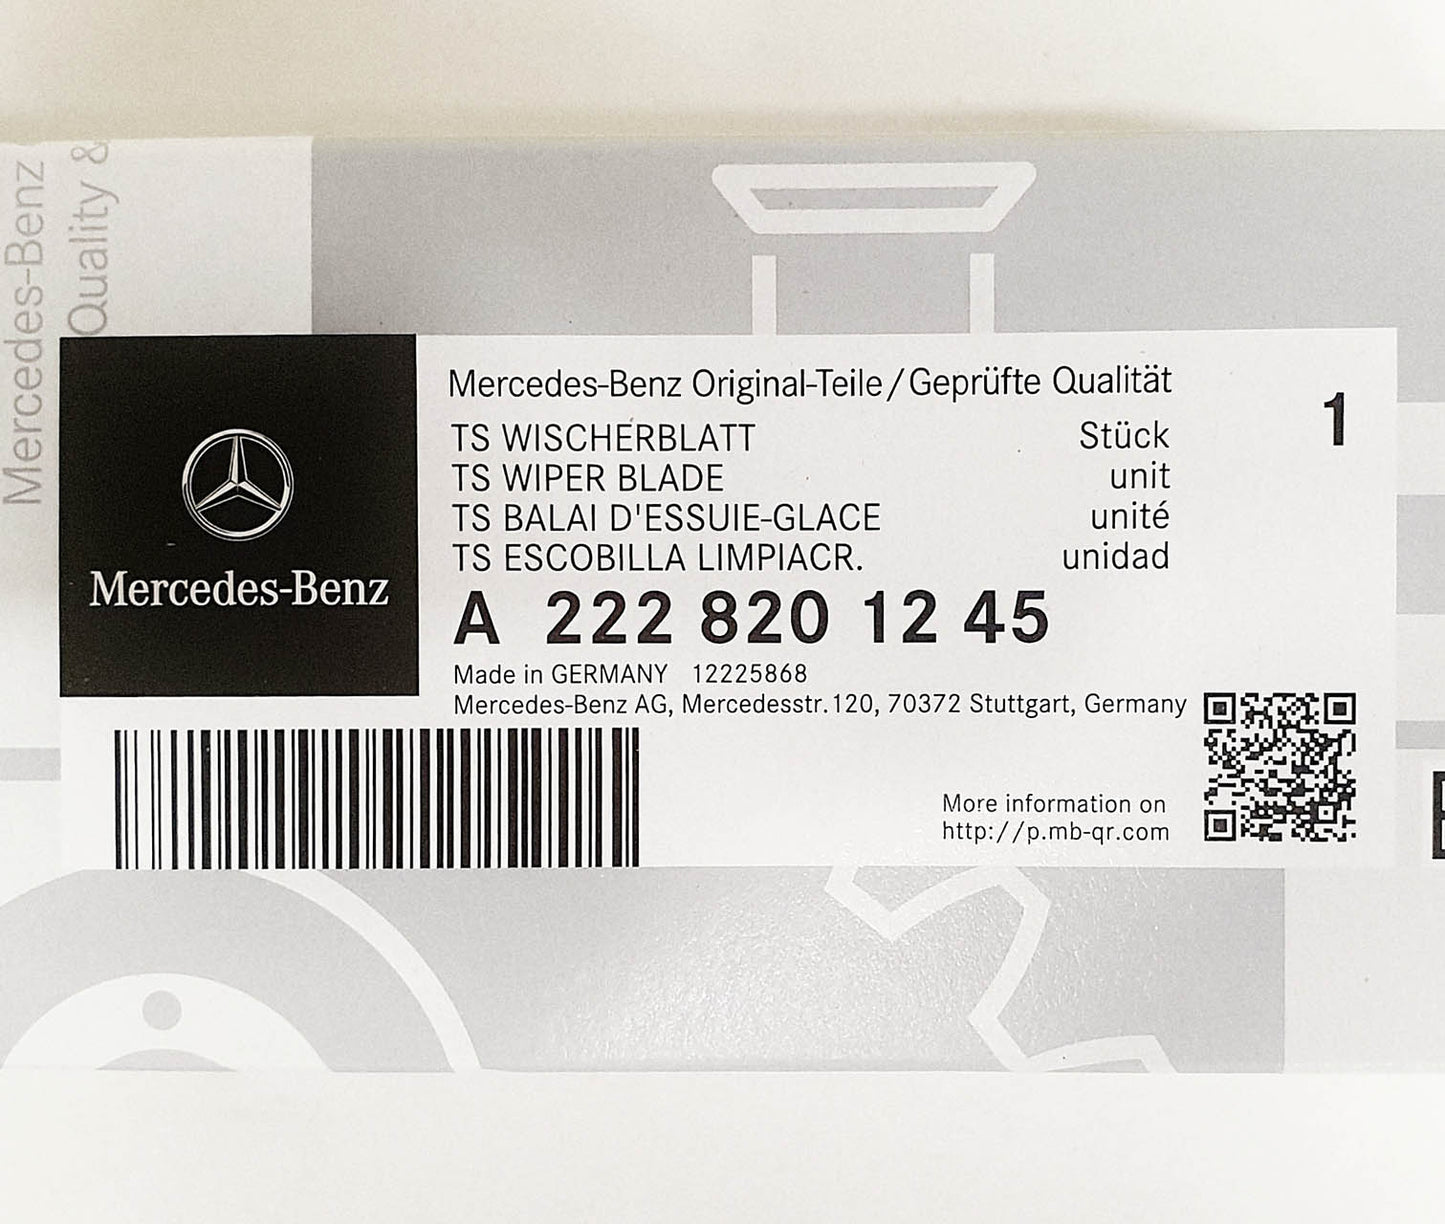 Mercedes-Benz
Quality &
Mercedes-Benz
Mercedes-Benz Original-Teile/Geprüfte Qualität
TS WISCHERBLATT Stück 1
TS WIPER BLADE unit
TS BALAI D'ESSUIE-GLACE unité
TS ESCOBILLA LIMPIACR. unidad
A 222 820 12 45
Made in GERMANY 12225868
Mercedes-Benz AG, Mercedesstr.120, 70372 Stuttgart, Germany
More information on
http://p.mb-qr.com